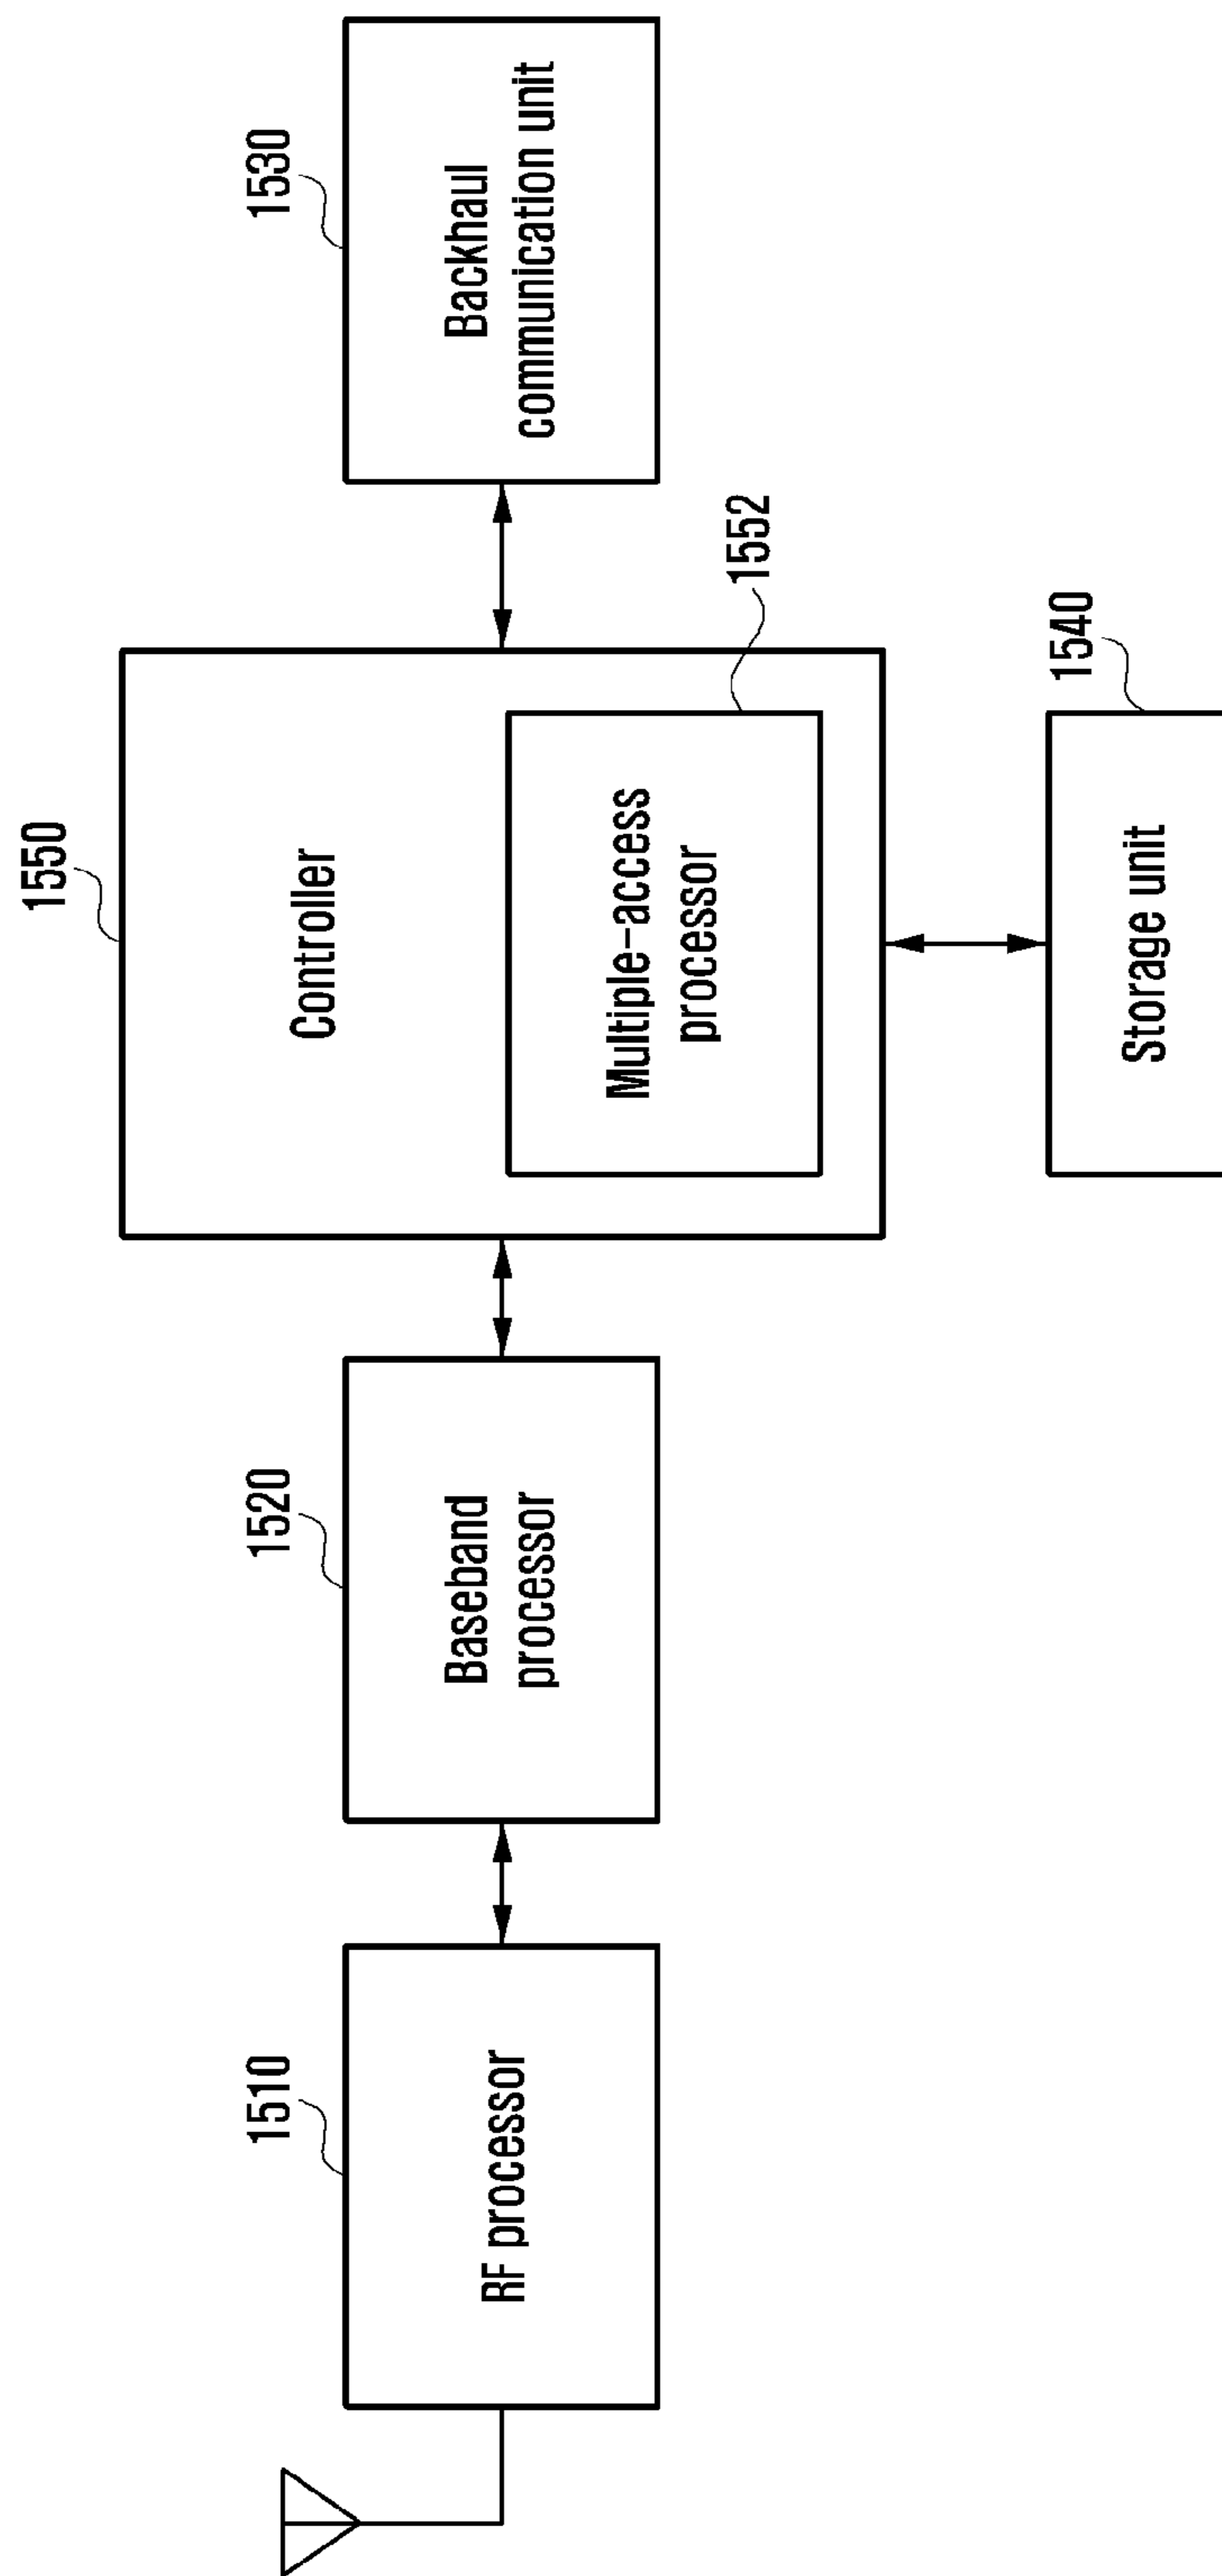 1550
Controller
1510
RF processor
1520
Baseband
processor
1530
Backhaul
communication unit
Multiple-access
processor
1552
1540
Storage unit